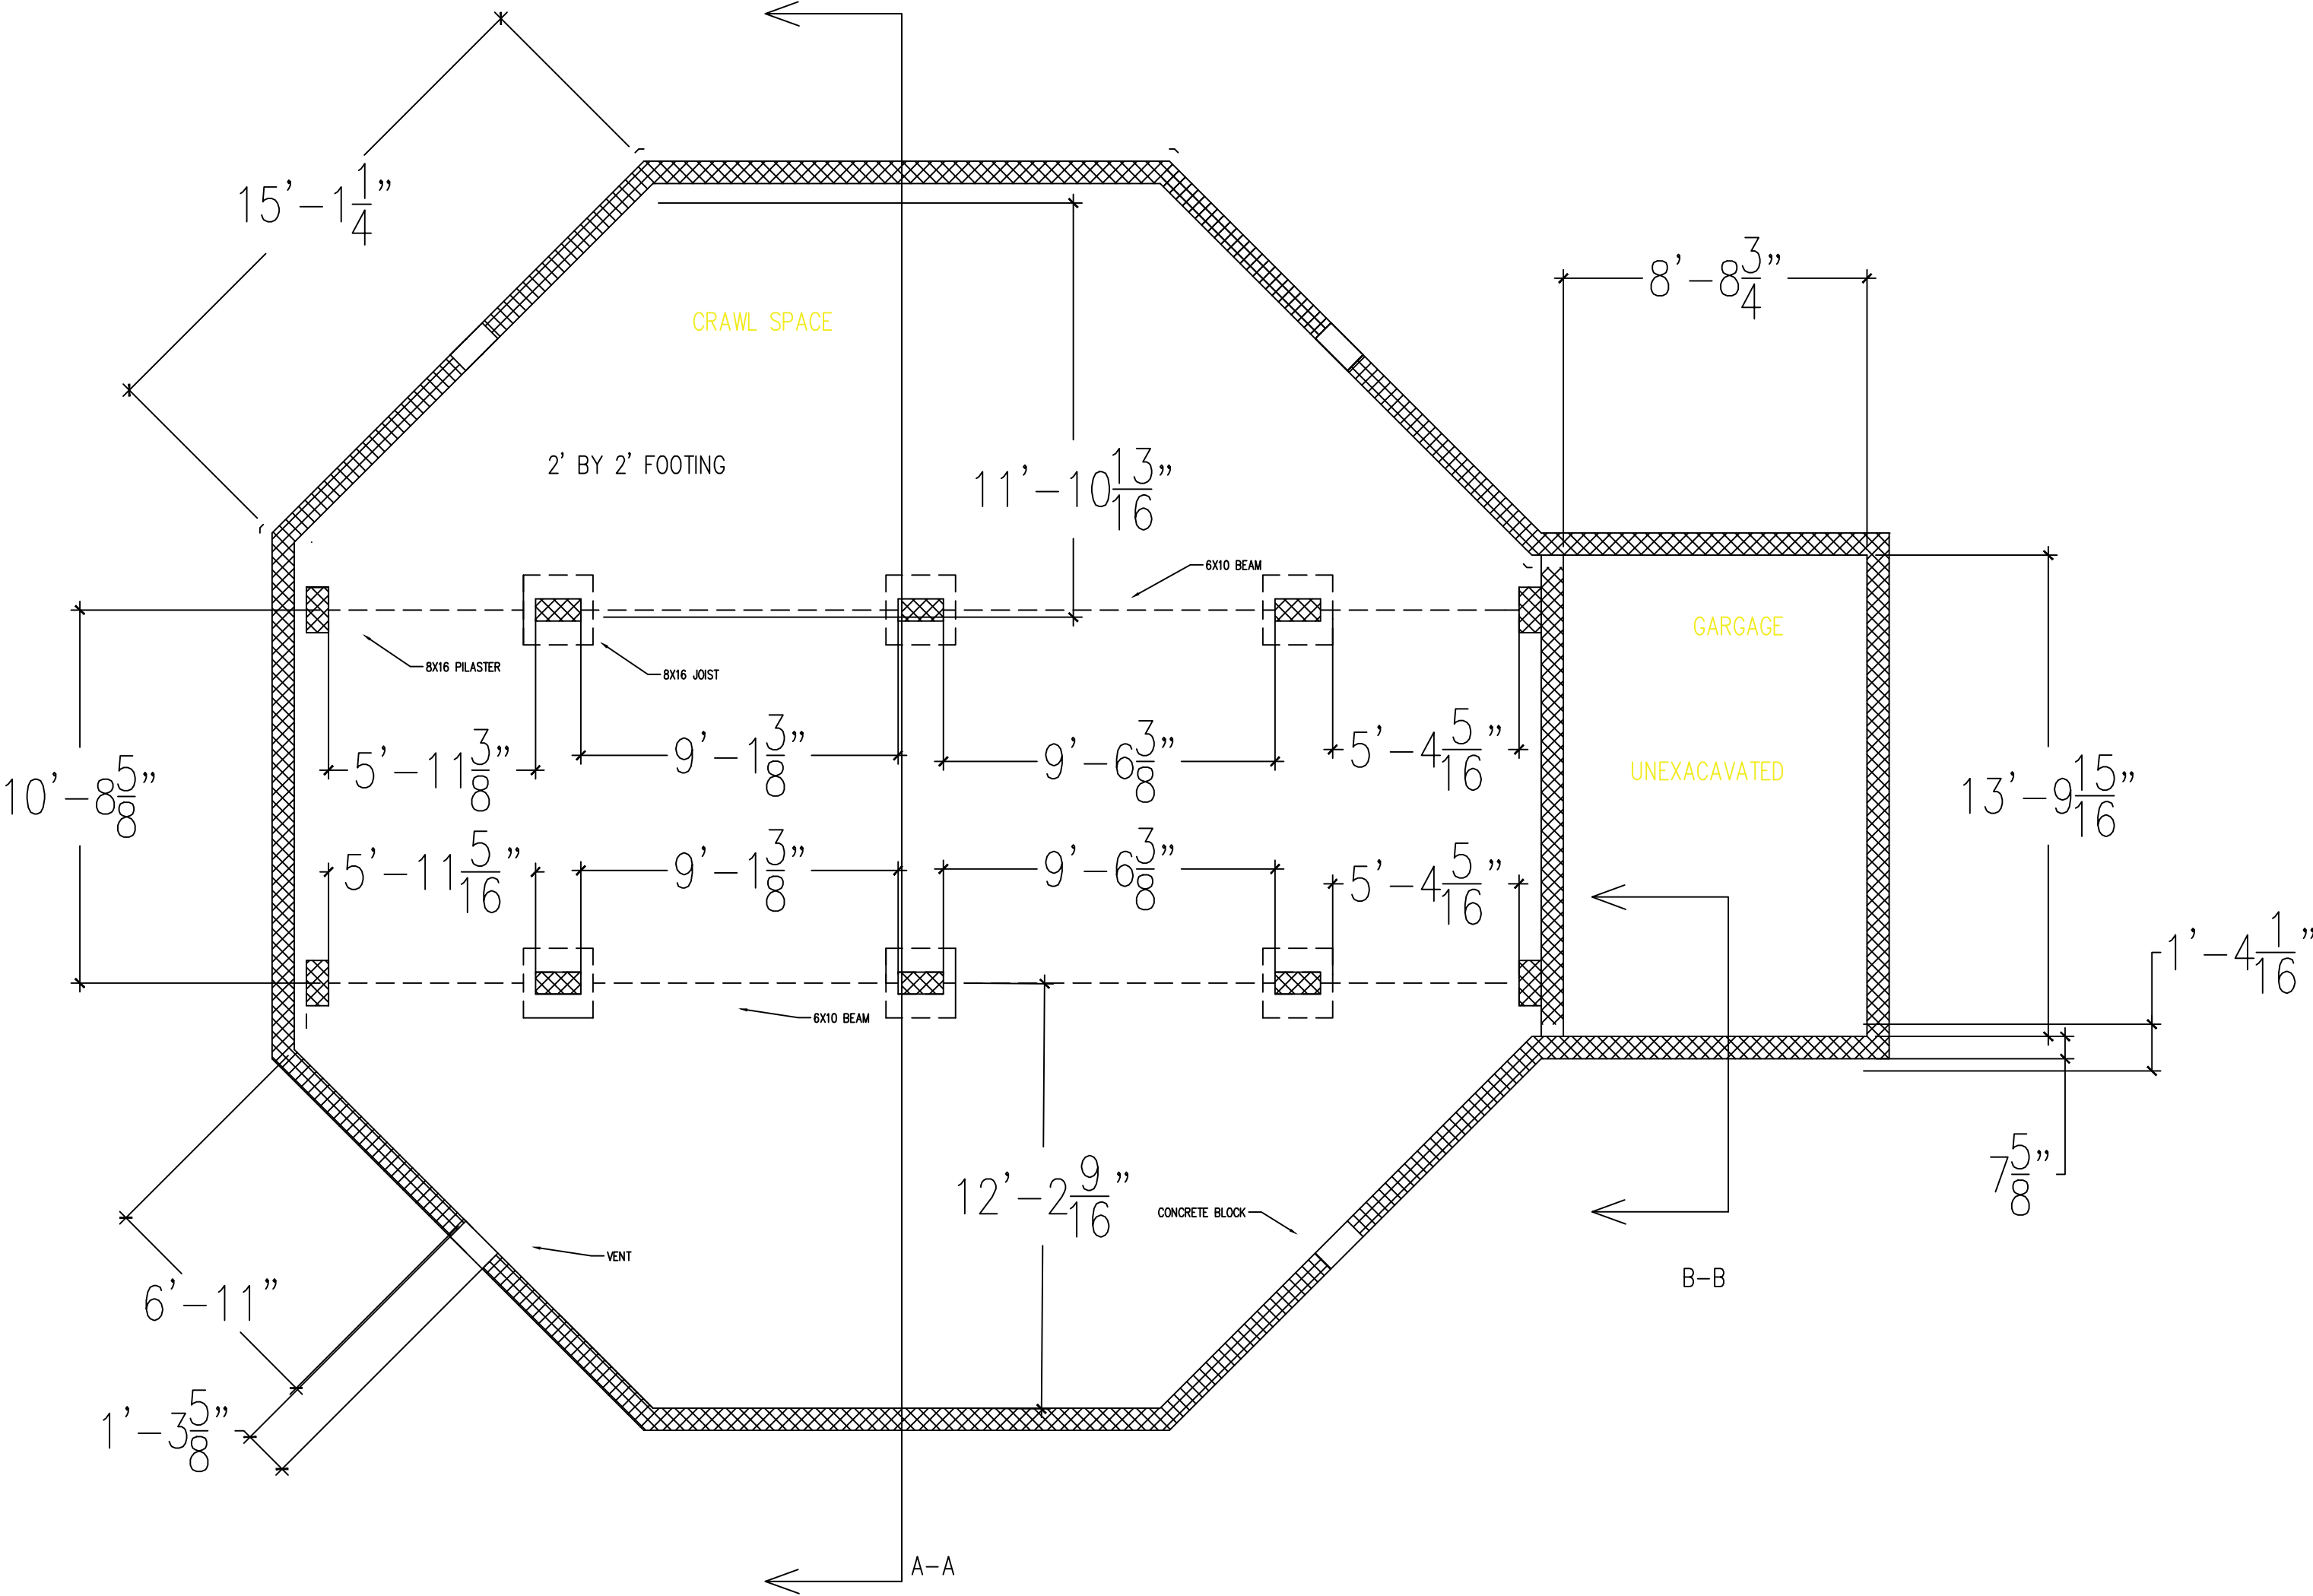 15'-1 1/4"
8'-8 3/4"
CRAWL SPACE
2' BY 2' FOOTING
11'-10 13/16"
6X10 BEAM
GARGAGE
8X16 PILASTER
8X16 JOIST
10'-8 5/8"
5'-11 3/8"
9'-1 3/8"
9'-6 3/8"
5'-4 5/16"
UNEXACAVATED
13'-9 15/16"
5'-11 5/16"
9'-1 3/8"
9'-6 3/8"
5'-4 5/16"
1'-4 1/16"
6X10 BEAM
12'-2 9/16"
7 5/8"
CONCRETE BLOCK
VENT
B-B
6'-11"
1'-3 5/8"
A-A